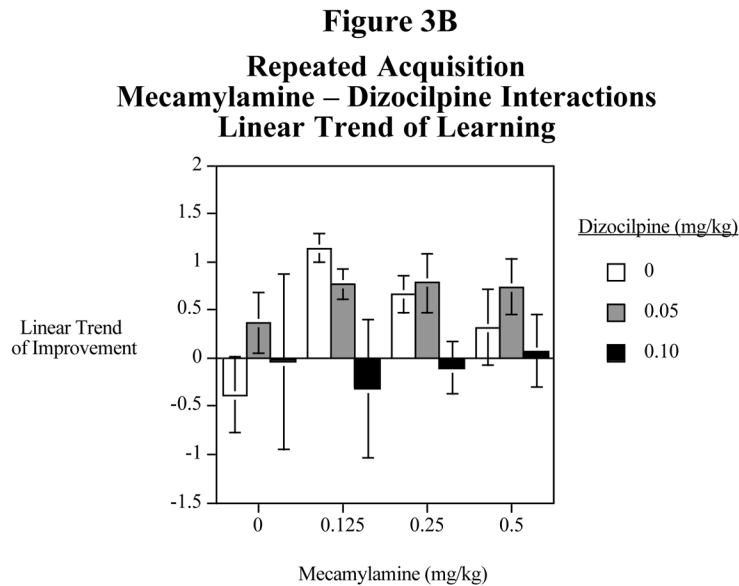 Figure 3B
Repeated Acquisition
Mecamylamine – Dizocilpine Interactions
Linear Trend of Learning
2
1.5
1
0.5
0
-0.5
-1
-1.5
Linear Trend
of Improvement
0
0.125
0.25
0.5
Mecamylamine (mg/kg)
Dizocilpine (mg/kg)
0
0.05
0.10